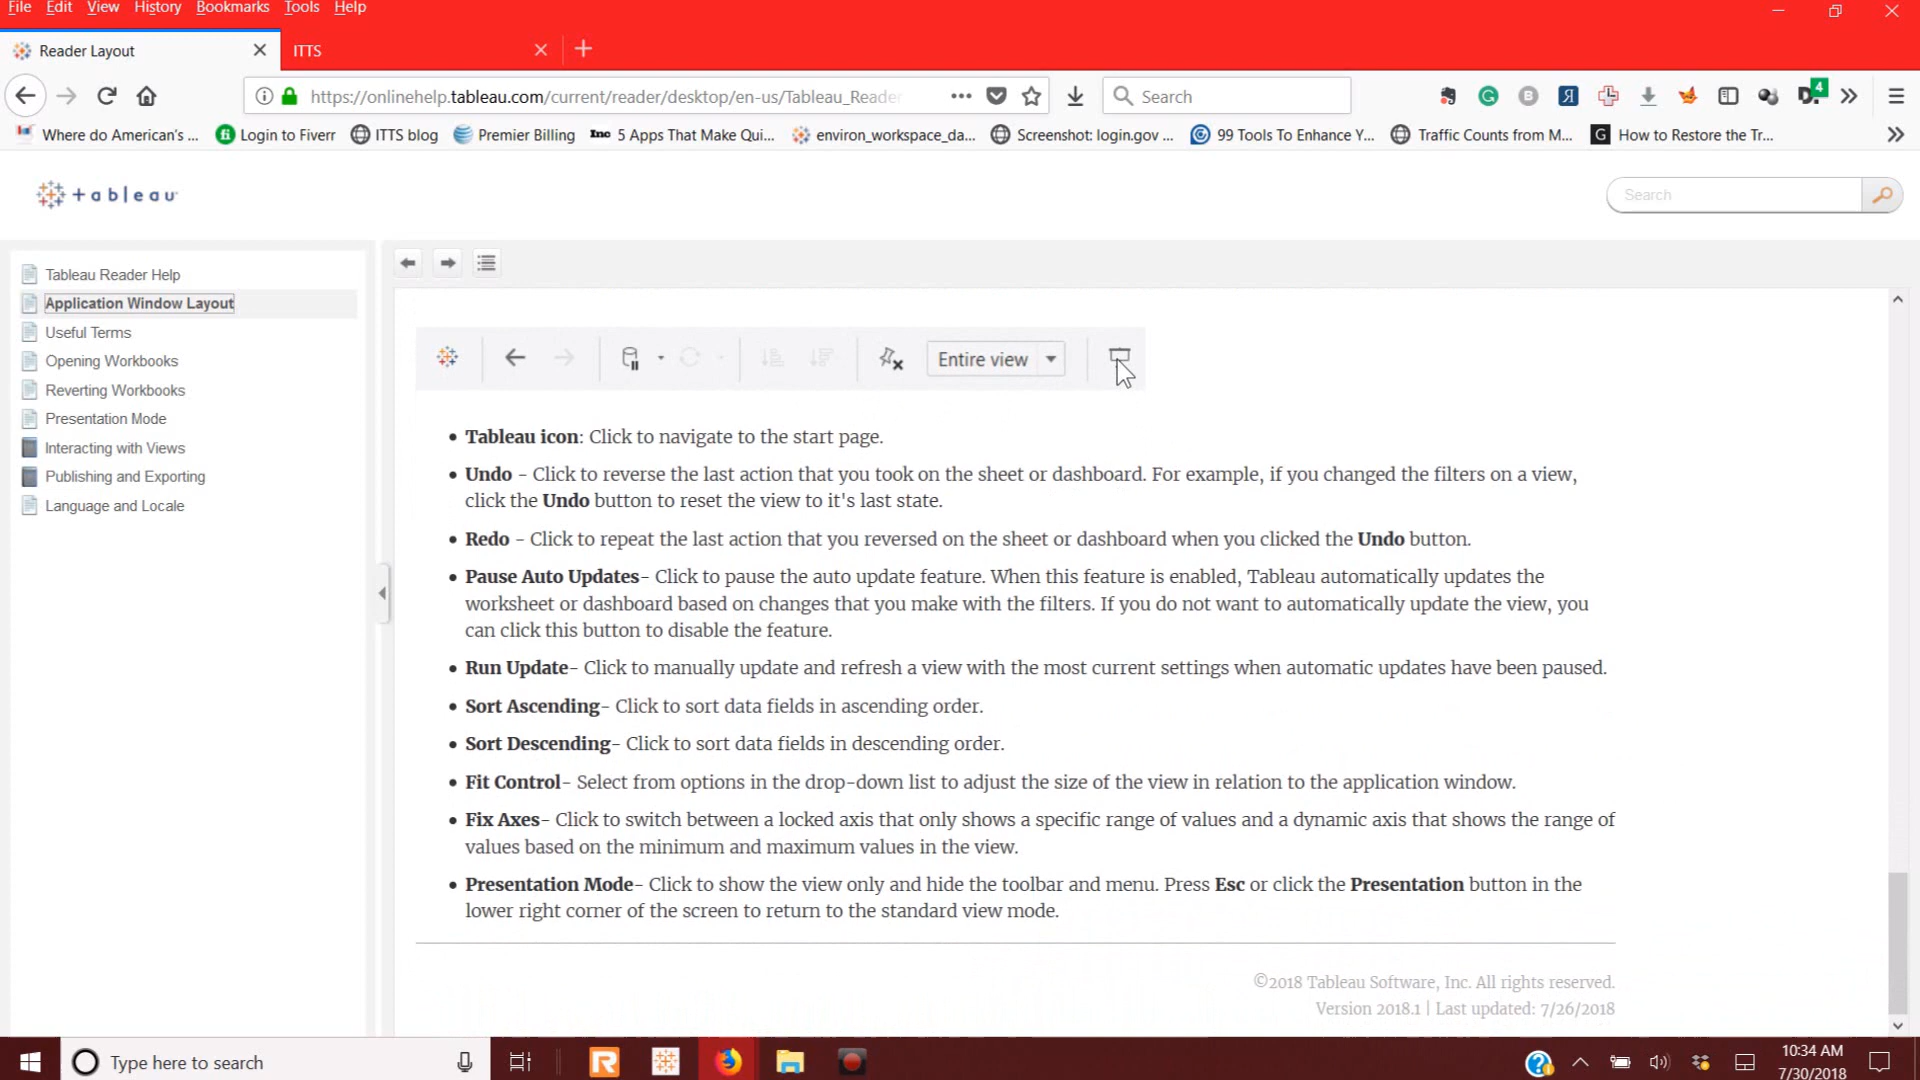 File Edit View History Bookmarks Tools Help
Reader Layout
ITTS
https://onlinehelp.tableau.com/current/reader/desktop/en-us/Tableau_Reader
Search
4
Where do American's ...
Login to Fiverr
ITTS blog
Premier Billing
Inc 5 Apps That Make Qui...
environ_workspace_da...
Screenshot: login.gov ...
99 Tools To Enhance Y...
Traffic Counts from M...
G How to Restore the Tr...
+ableau
Search
Tableau Reader Help
Application Window Layout
Useful Terms
Opening Workbooks
Reverting Workbooks
Presentation Mode
Interacting with Views
Publishing and Exporting
Language and Locale
Entire view
• Tableau icon: Click to navigate to the start page.
• Undo - Click to reverse the last action that you took on the sheet or dashboard. For example, if you changed the filters on a view,
click the Undo button to reset the view to it's last state.
• Redo - Click to repeat the last action that you reversed on the sheet or dashboard when you clicked the Undo button.
• Pause Auto Updates- Click to pause the auto update feature. When this feature is enabled, Tableau automatically updates the
worksheet or dashboard based on changes that you make with the filters. If you do not want to automatically update the view, you
can click this button to disable the feature.
• Run Update- Click to manually update and refresh a view with the most current settings when automatic updates have been paused.
• Sort Ascending- Click to sort data fields in ascending order.
• Sort Descending- Click to sort data fields in descending order.
• Fit Control- Select from options in the drop-down list to adjust the size of the view in relation to the application window.
• Fix Axes- Click to switch between a locked axis that only shows a specific range of values and a dynamic axis that shows the range of
values based on the minimum and maximum values in the view.
• Presentation Mode- Click to show the view only and hide the toolbar and menu. Press Esc or click the Presentation button in the
lower right corner of the screen to return to the standard view mode.
©2018 Tableau Software, Inc. All rights reserved.
Version 2018.1 | Last updated: 7/26/2018
Type here to search
10:34 AM
7/30/2018